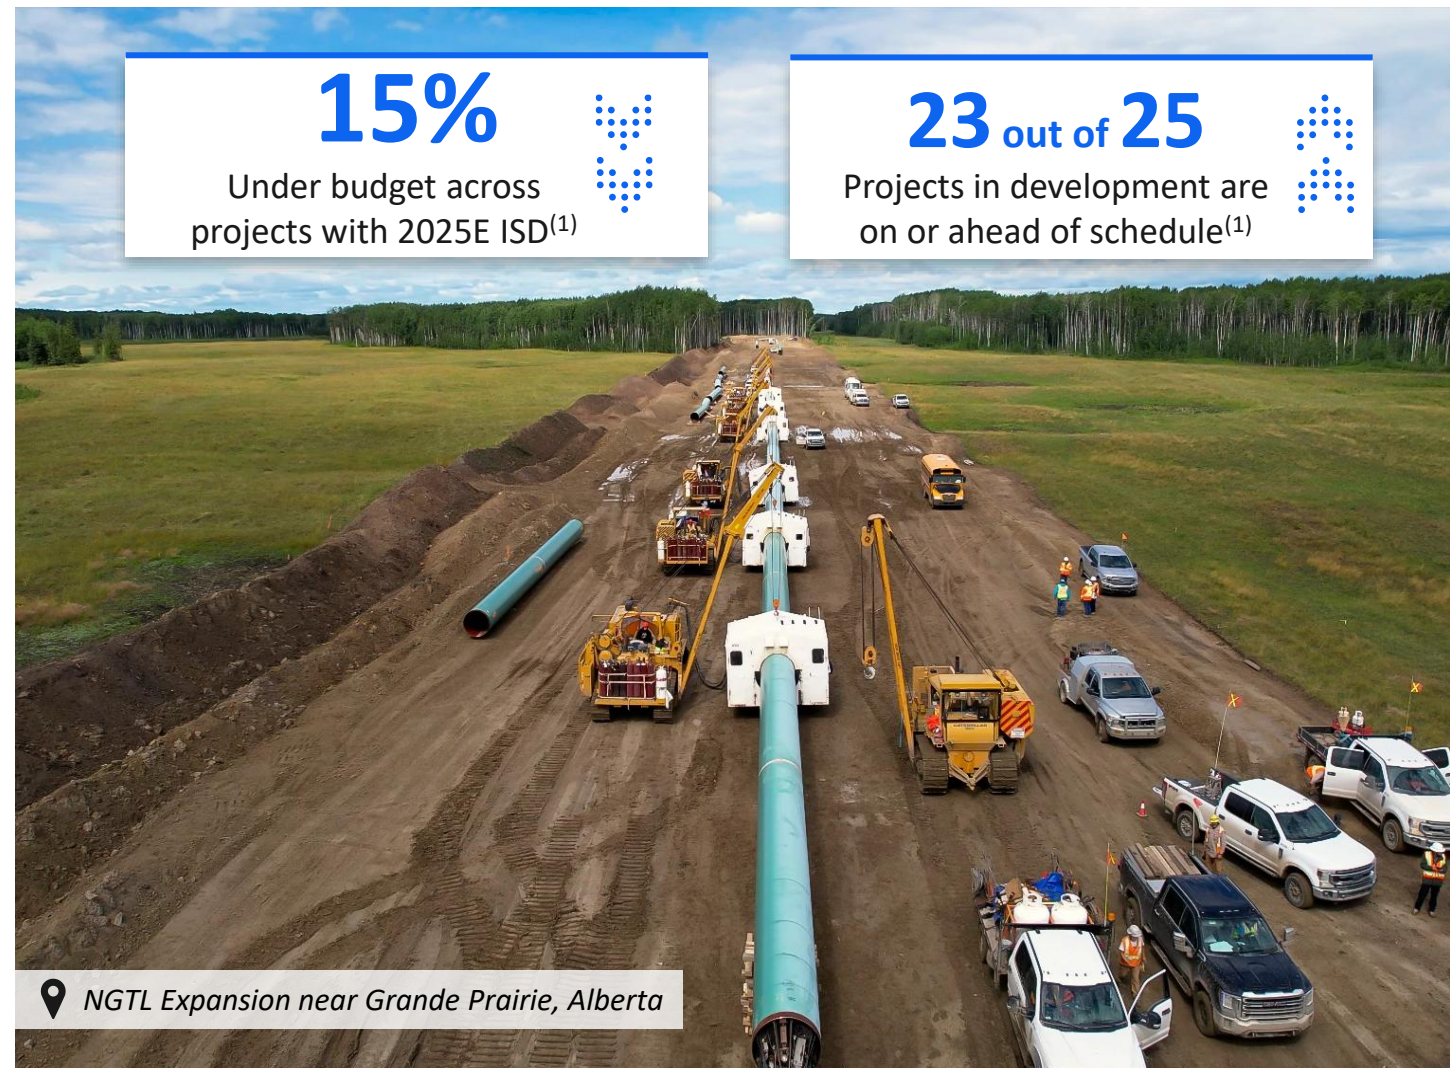 15%
Under budget across
projects with 2025E ISD(1)
23 out of 25
Projects in development are
on or ahead of schedule(1)
NGTL Expansion near Grande Prairie, Alberta